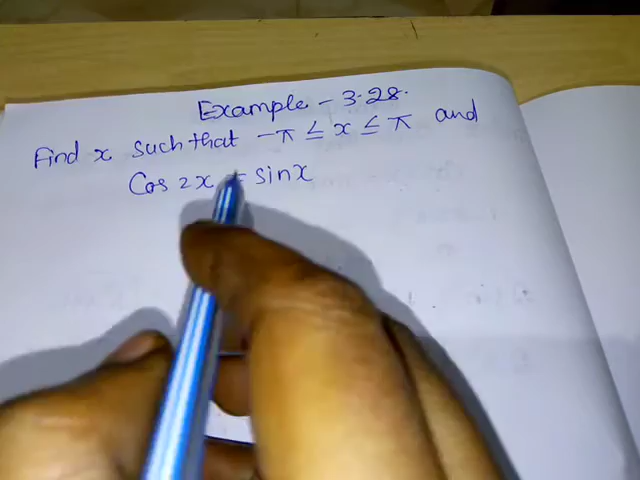 Example - 3.28.
Find x such that -π ≤ x ≤ π and
Cos 2x = sinx